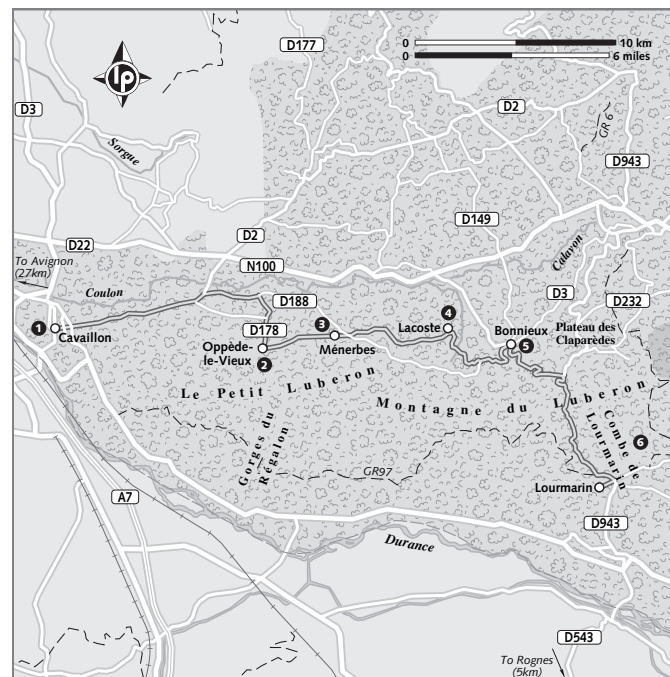 lp
0 10 km
0 6 miles
D177
D3
D2
GR 6
Sorgue
D943
D149
D2
D22
N100
To Avignon
(27km)
Calavon
Coulon
D3
D232
D188
D178
1
Cavaillon
Oppède-
le-Vieux
2
3
Ménerbes
4
Lacoste
Bonnieux
5
Plateau des
Claparèdes
Le Petit Luberon
Montagne du Luberon
Gorges du
Régalon
Combe de
Lourmarin
6
GR97
Lourmarin
A7
D943
Durance
D543
To Rognes
(5km)